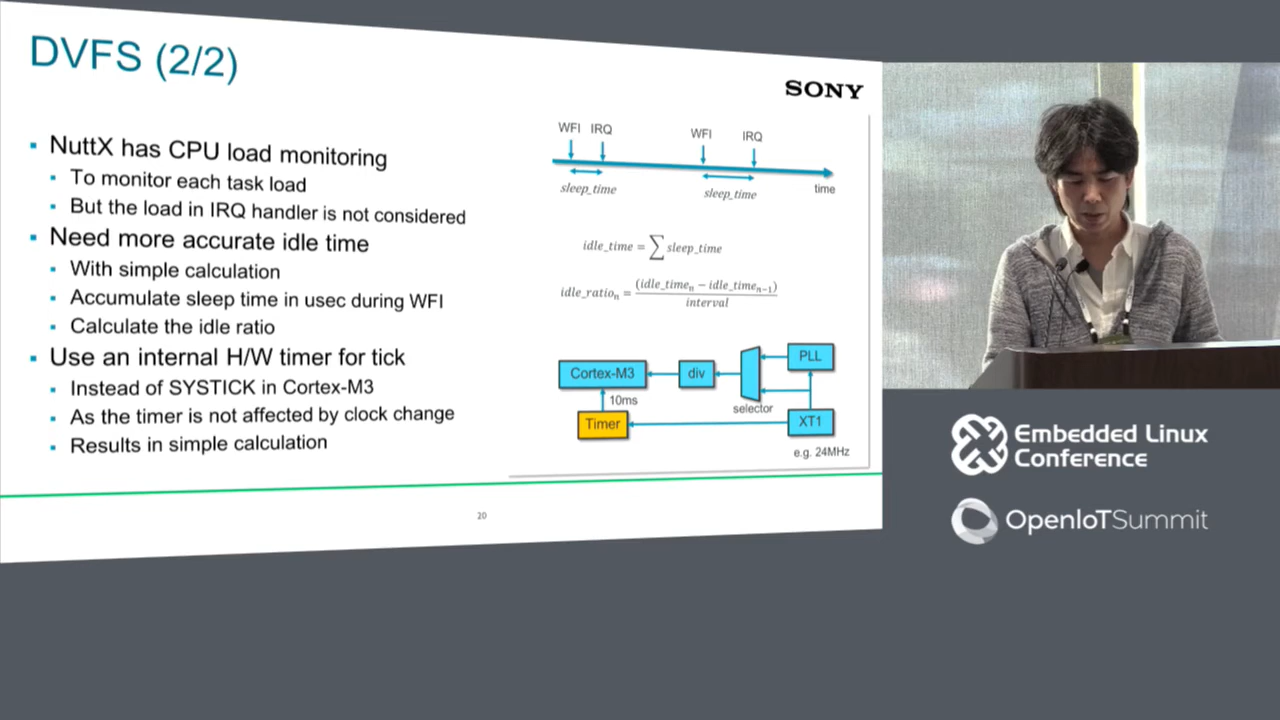 DVFS (2/2)
SONY
▪ NuttX has CPU load monitoring
▪ To monitor each task load
▪ But the load in IRQ handler is not considered
▪ Need more accurate idle time
▪ With simple calculation
▪ Accumulate sleep time in usec during WFI
▪ Calculate the idle ratio
▪ Use an internal H/W timer for tick
▪ Instead of SYSTICK in Cortex-M3
▪ As the timer is not affected by clock change
▪ Results in simple calculation
WFI IRQ WFI IRQ
sleep_time sleep_time time
idle_time = ∑ sleep_time
idle_ratioₙ = (idle_timeₙ − idle_timeₙ₋₁) / interval
Cortex-M3 div PLL
selector
10ms
Timer XT1
e.g. 24MHz
20
Embedded Linux
Conference
OpenIoTSummit